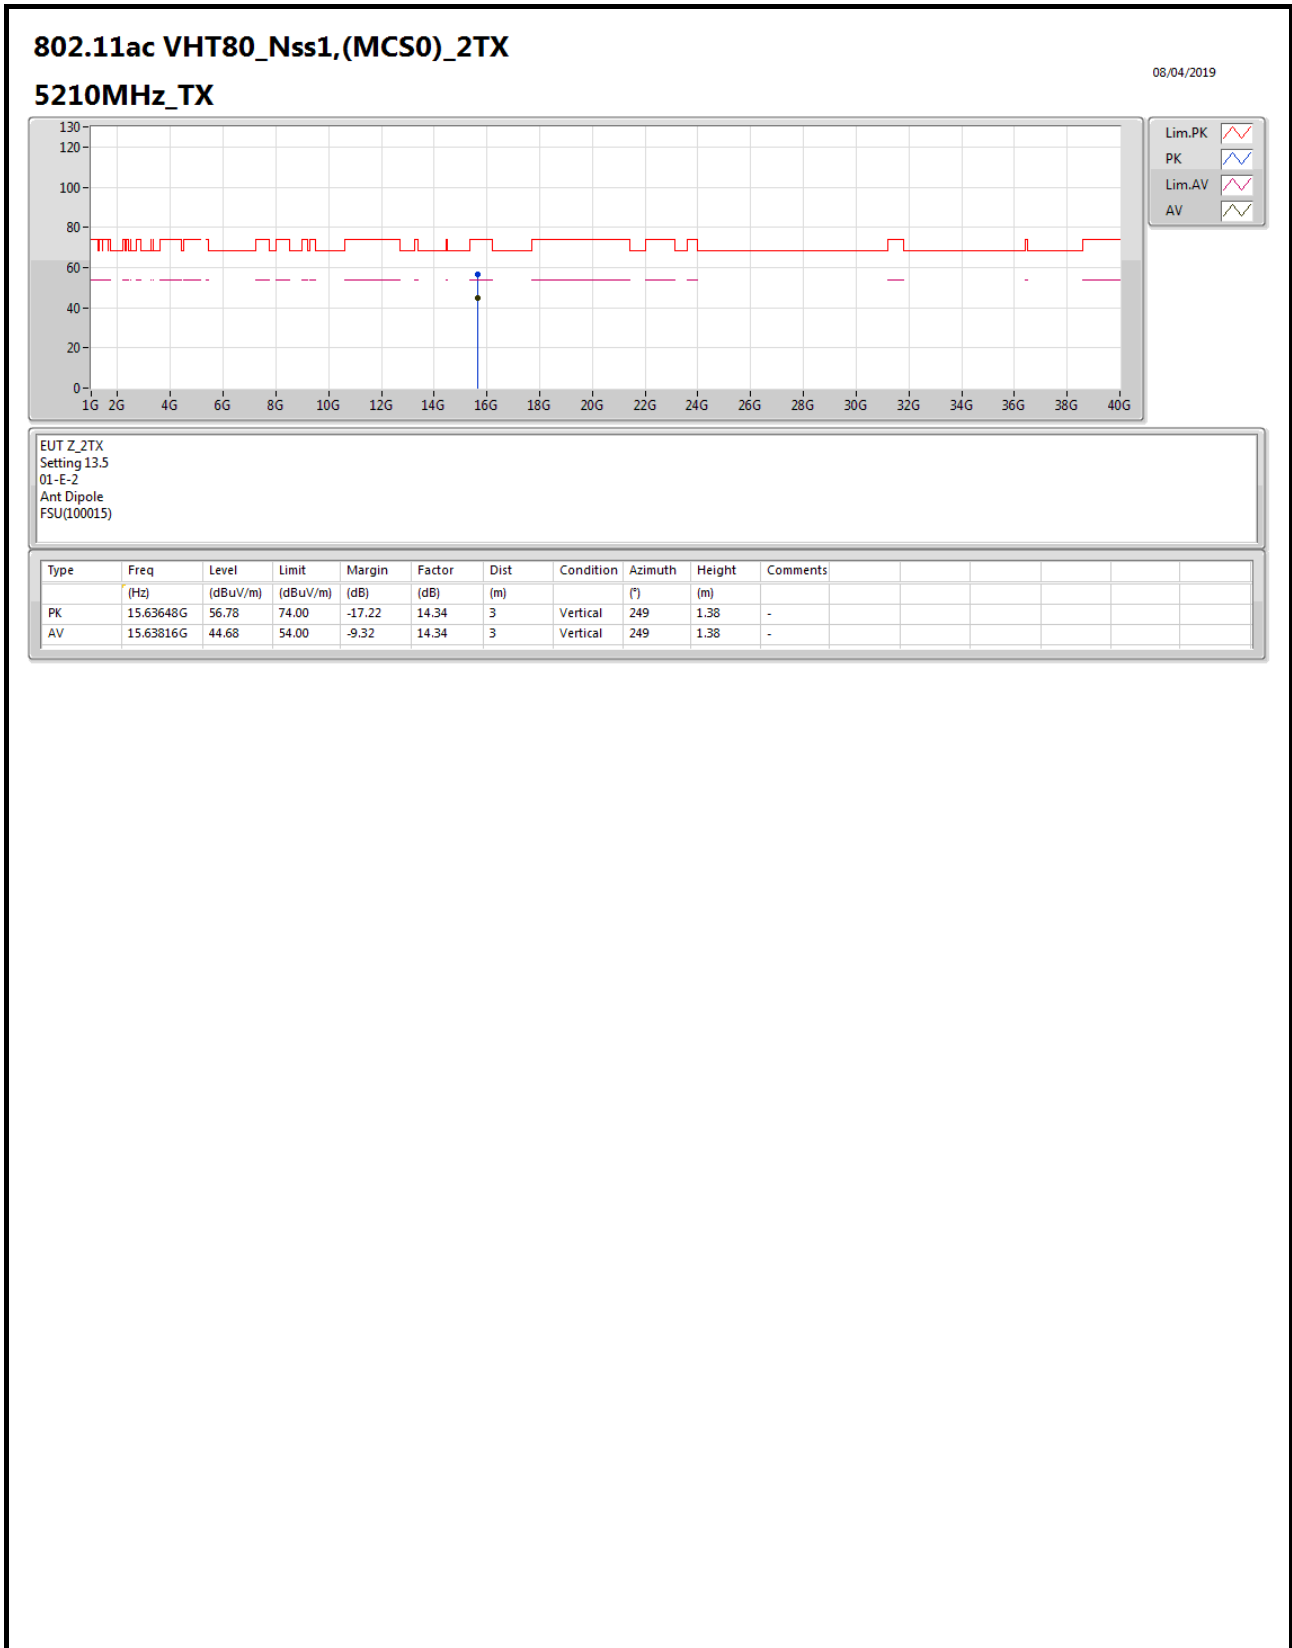 802.11ac VHT80_Nss1,(MCS0)_2TX
08/04/2019
5210MHz_TX
130
120
100
80
60
40
20
0
1G 2G 4G 6G 8G 10G 12G 14G 16G 18G 20G 22G 24G 26G 28G 30G 32G 34G 36G 38G 40G
Lim.PK
PK
Lim.AV
AV
EUT Z_2TX
Setting 13.5
01-E-2
Ant Dipole
FSU(100015)
Type Freq Level Limit Margin Factor Dist Condition Azimuth Height Comments
(Hz) (dBuV/m) (dBuV/m) (dB) (dB) (m) (°) (m)
PK 15.63648G 56.78 74.00 -17.22 14.34 3 Vertical 249 1.38 -
AV 15.63816G 44.68 54.00 -9.32 14.34 3 Vertical 249 1.38 -